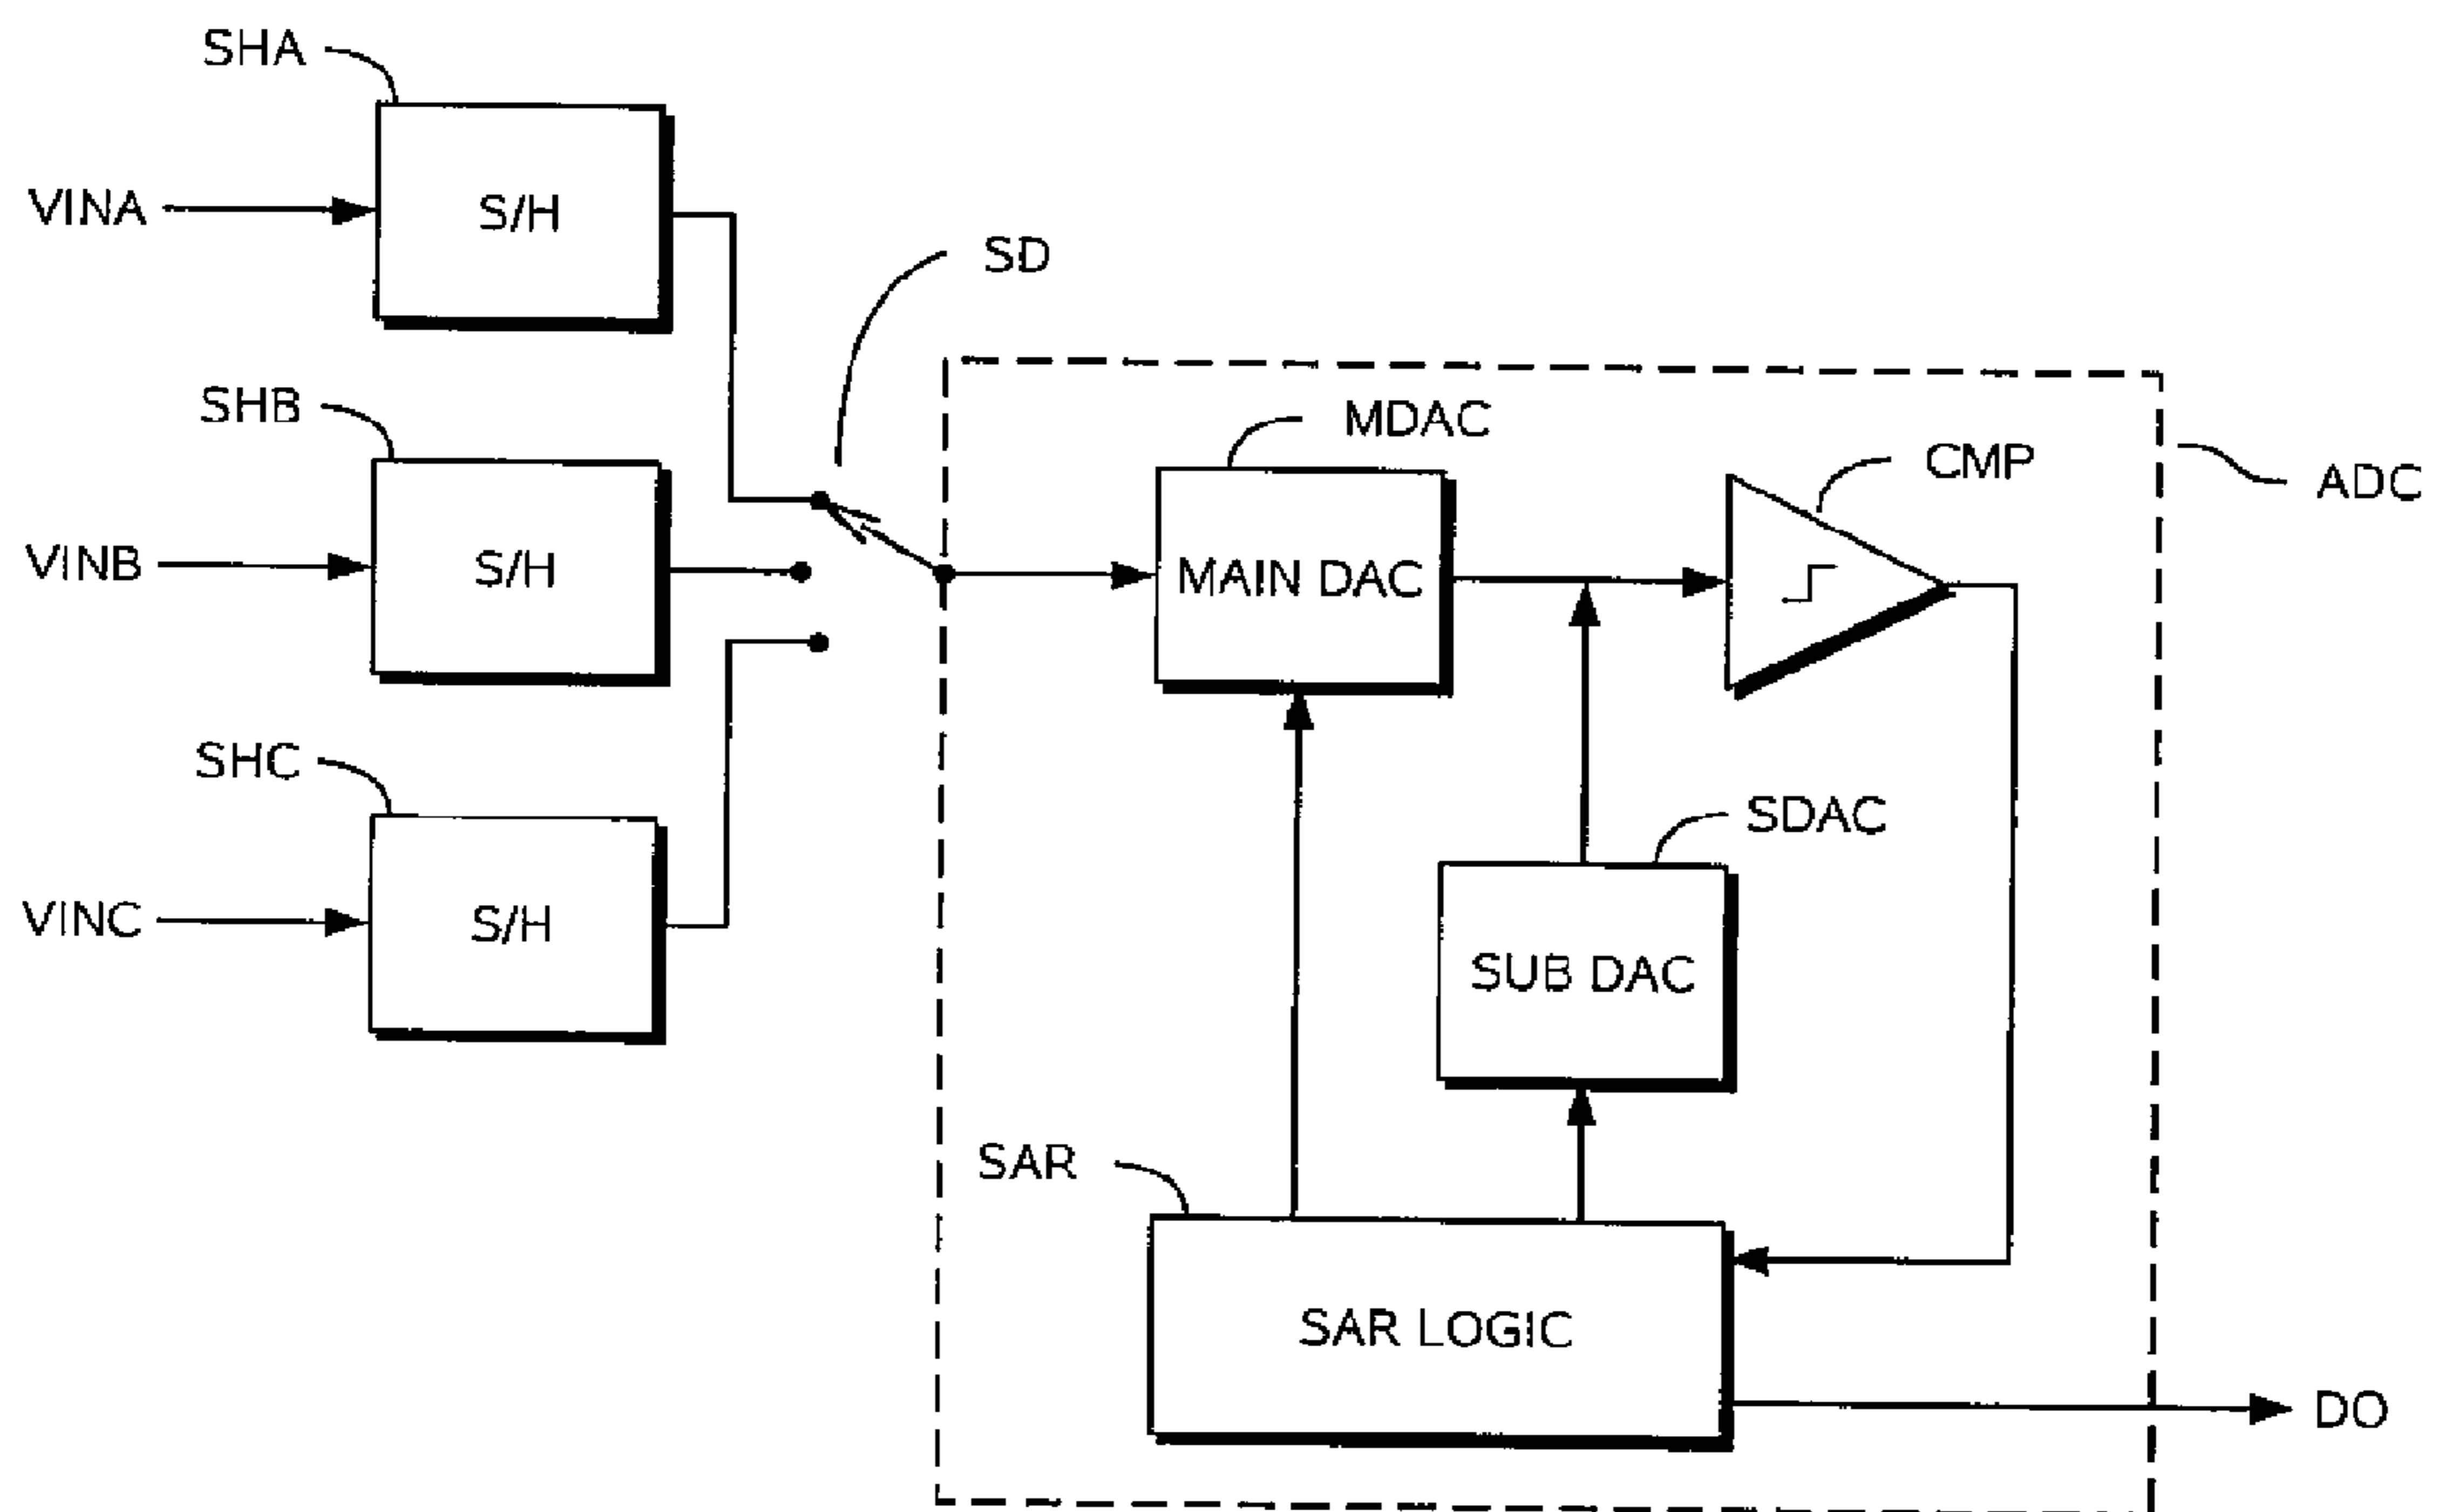 SHA
VINA
S/H
SD
SHB
MDAC
CMP
ADC
VINB
S/H
MAIN DAC
SHC
SDAC
VINC
S/H
SUB DAC
SAR
SAR LOGIC
DO